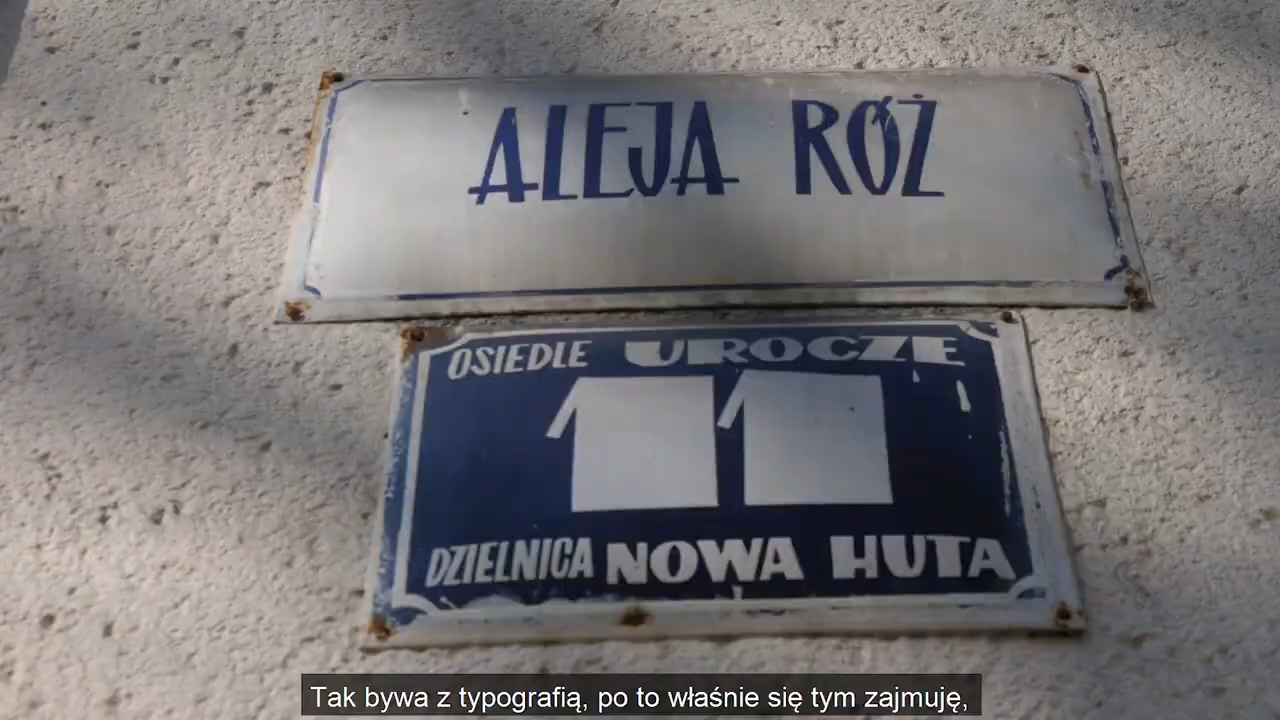 ALEJA RÓŻ
OSIEDLE UROCZE
11
DZIELNICA NOWA HUTA
Tak bywa z typografią, po to właśnie się tym zajmuję,